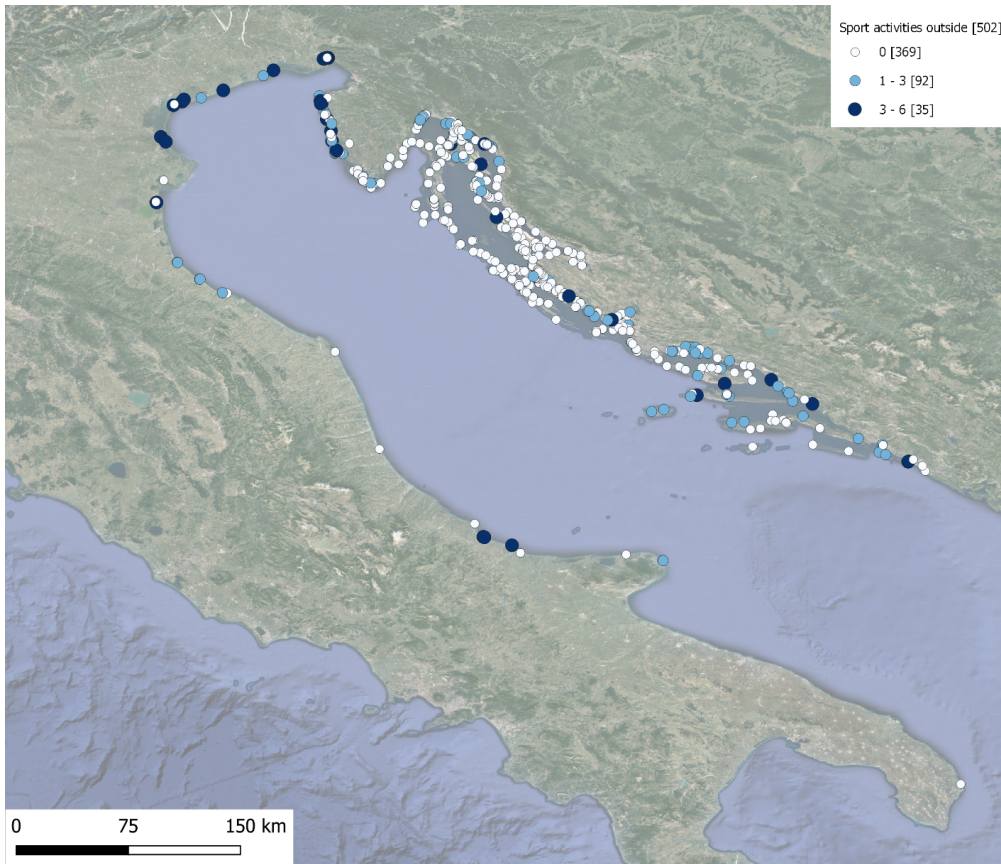 Sport activities outside [502]
0 [369]
1 - 3 [92]
3 - 6 [35]
0 75 150 km